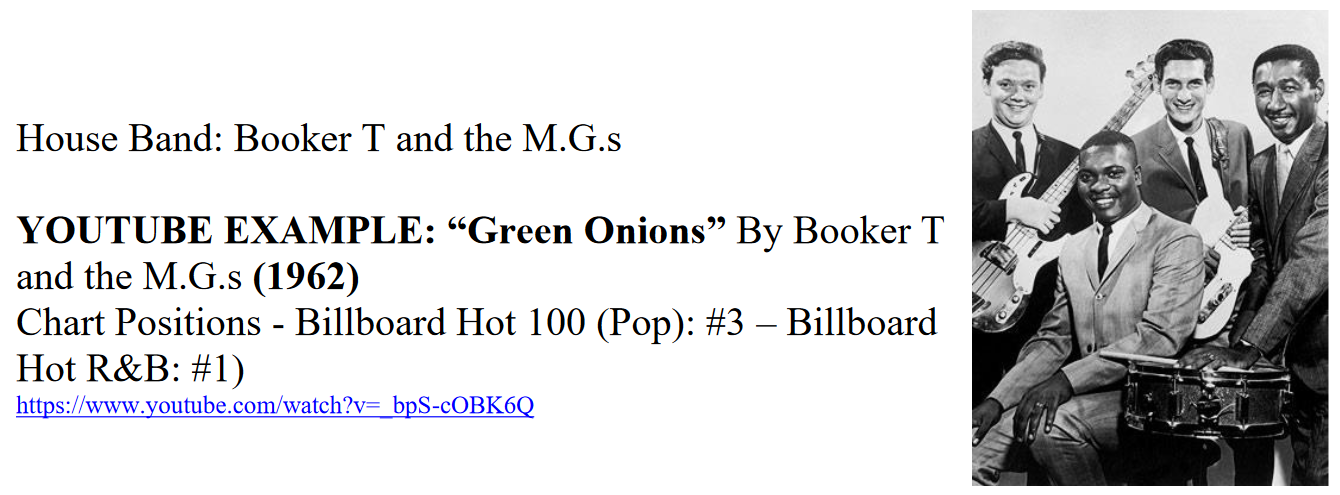 House Band: Booker T and the M.G.s
YOUTUBE EXAMPLE: “Green Onions” By Booker T
and the M.G.s (1962)
Chart Positions - Billboard Hot 100 (Pop): #3 – Billboard
Hot R&B: #1)
https://www.youtube.com/watch?v=_bpS-cOBK6Q